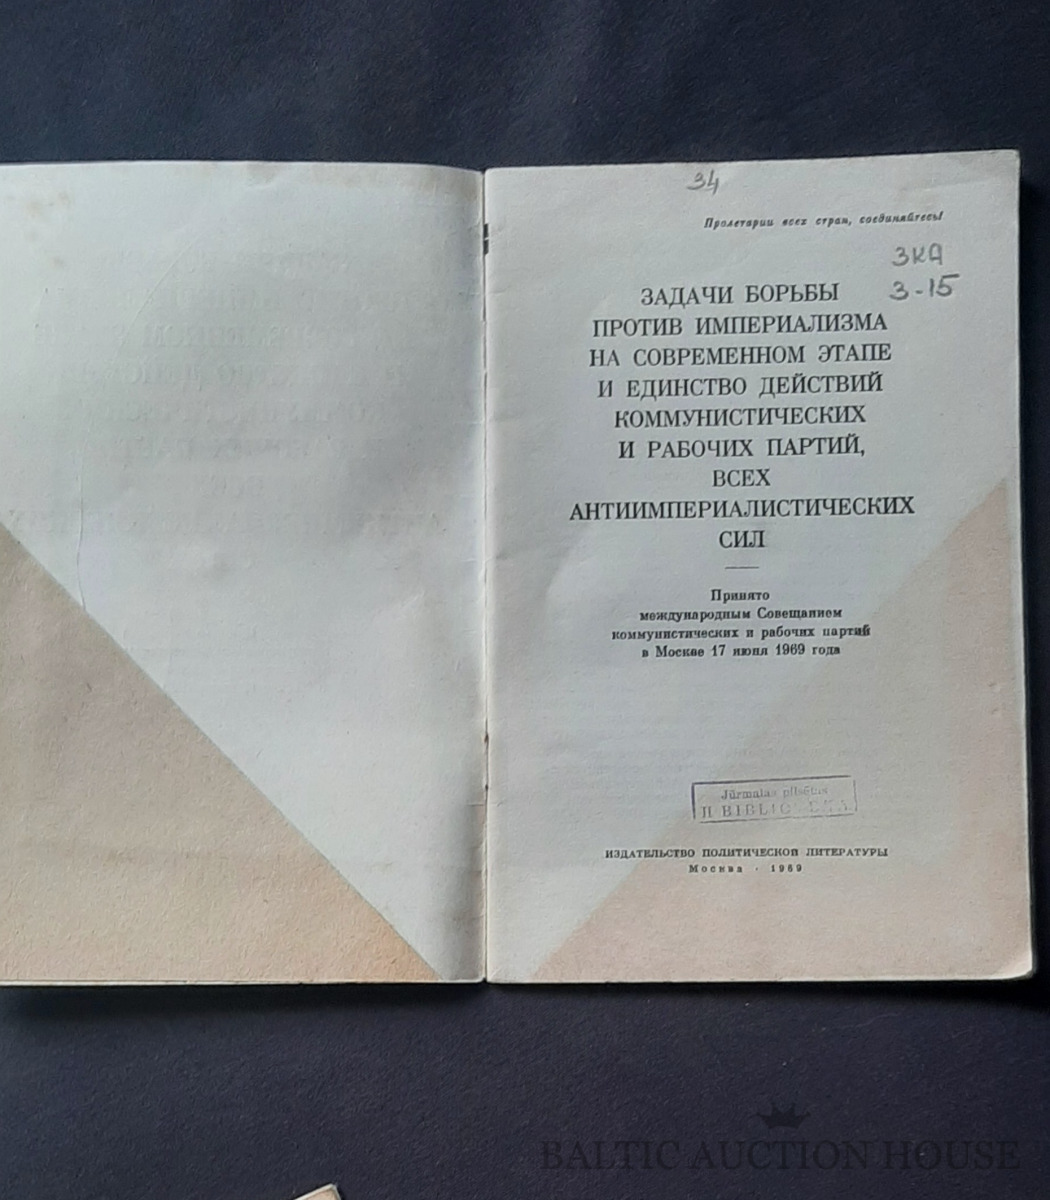 34
Пролетарии всех стран, соединяйтесь!
ЗКА
З-15
ЗАДАЧИ БОРЬБЫ
ПРОТИВ ИМПЕРИАЛИЗМА
НА СОВРЕМЕННОМ ЭТАПЕ
И ЕДИНСТВО ДЕЙСТВИЙ
КОММУНИСТИЧЕСКИХ
И РАБОЧИХ ПАРТИЙ,
ВСЕХ
АНТИИМПЕРИАЛИСТИЧЕСКИХ
СИЛ
Принято
международным Совещанием
коммунистических и рабочих партий
в Москве 17 июня 1969 года
Jūrmalas pilsētas
II
ИЗДАТЕЛЬСТВО ПОЛИТИЧЕСКОЙ ЛИТЕРАТУРЫ
Москва · 1969
BALTIC AUCTION HOUSE